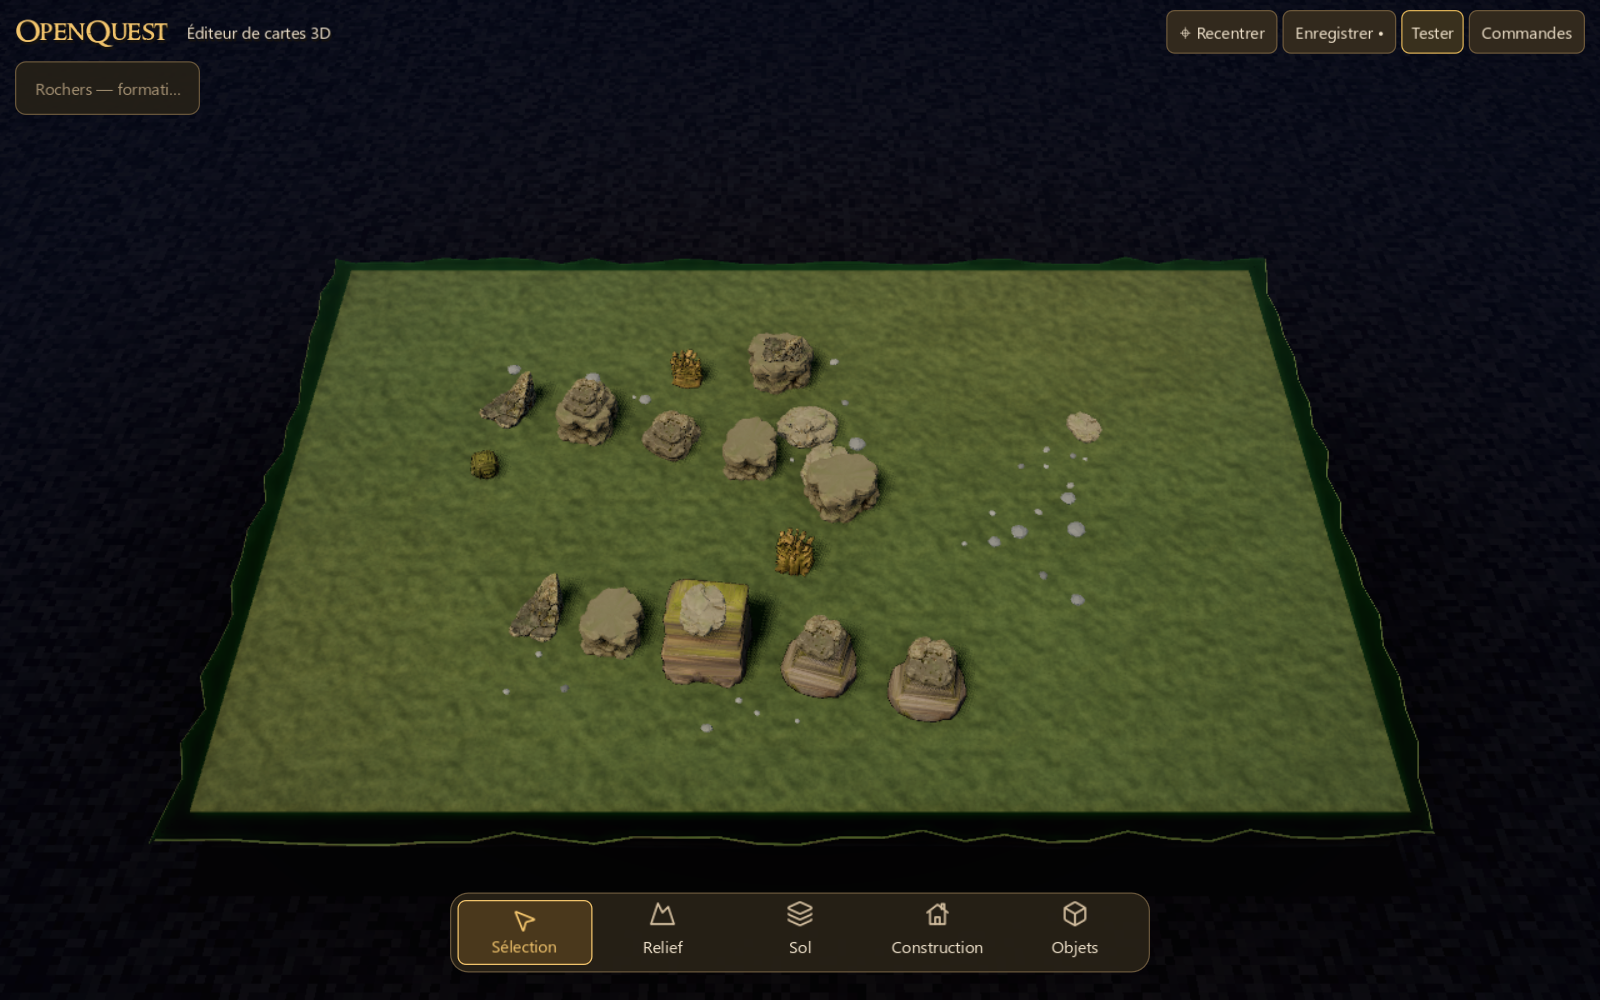 OPENQUEST Éditeur de cartes 3D
Recentrer
Enregistrer •
Tester
Commandes
Rochers — formati...
Sélection
Relief
Sol
Construction
Objets